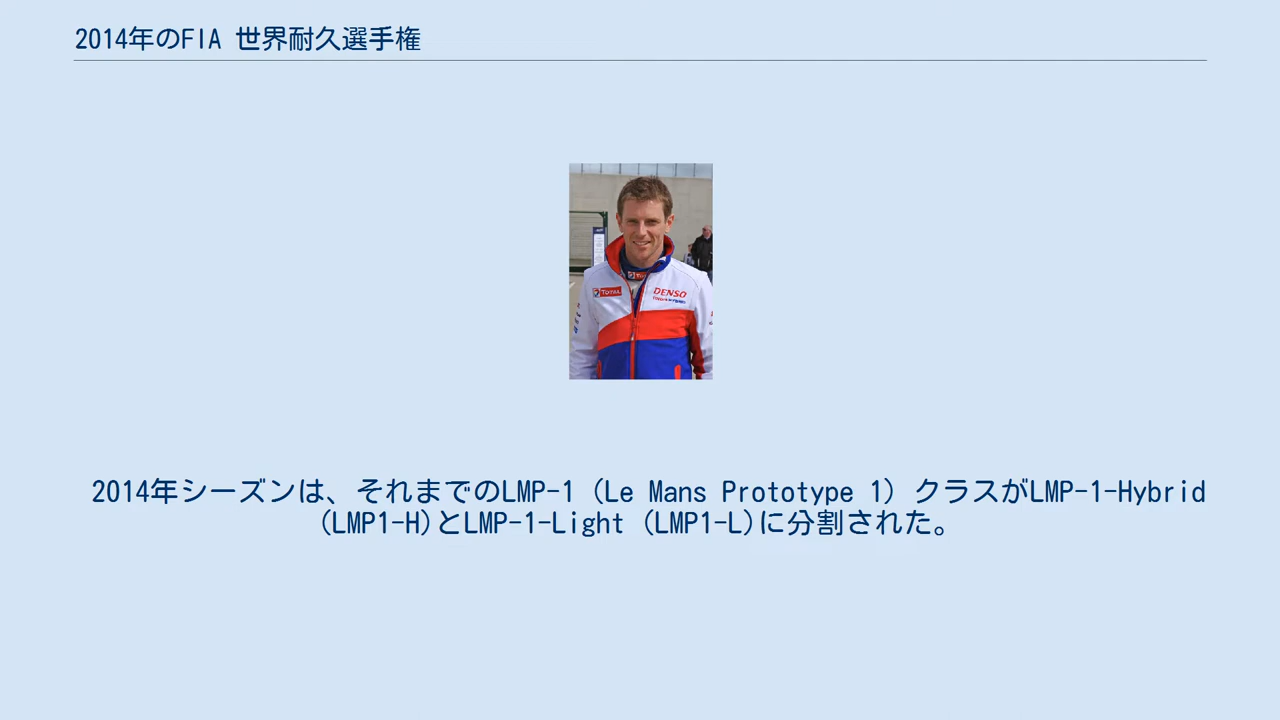 2014年のFIA 世界耐久選手権
TOTAL
DENSO
2014年シーズンは、それまでのLMP-1 (Le Mans Prototype 1) クラスがLMP-1-Hybrid
(LMP1-H)とLMP-1-Light (LMP1-L)に分割された。